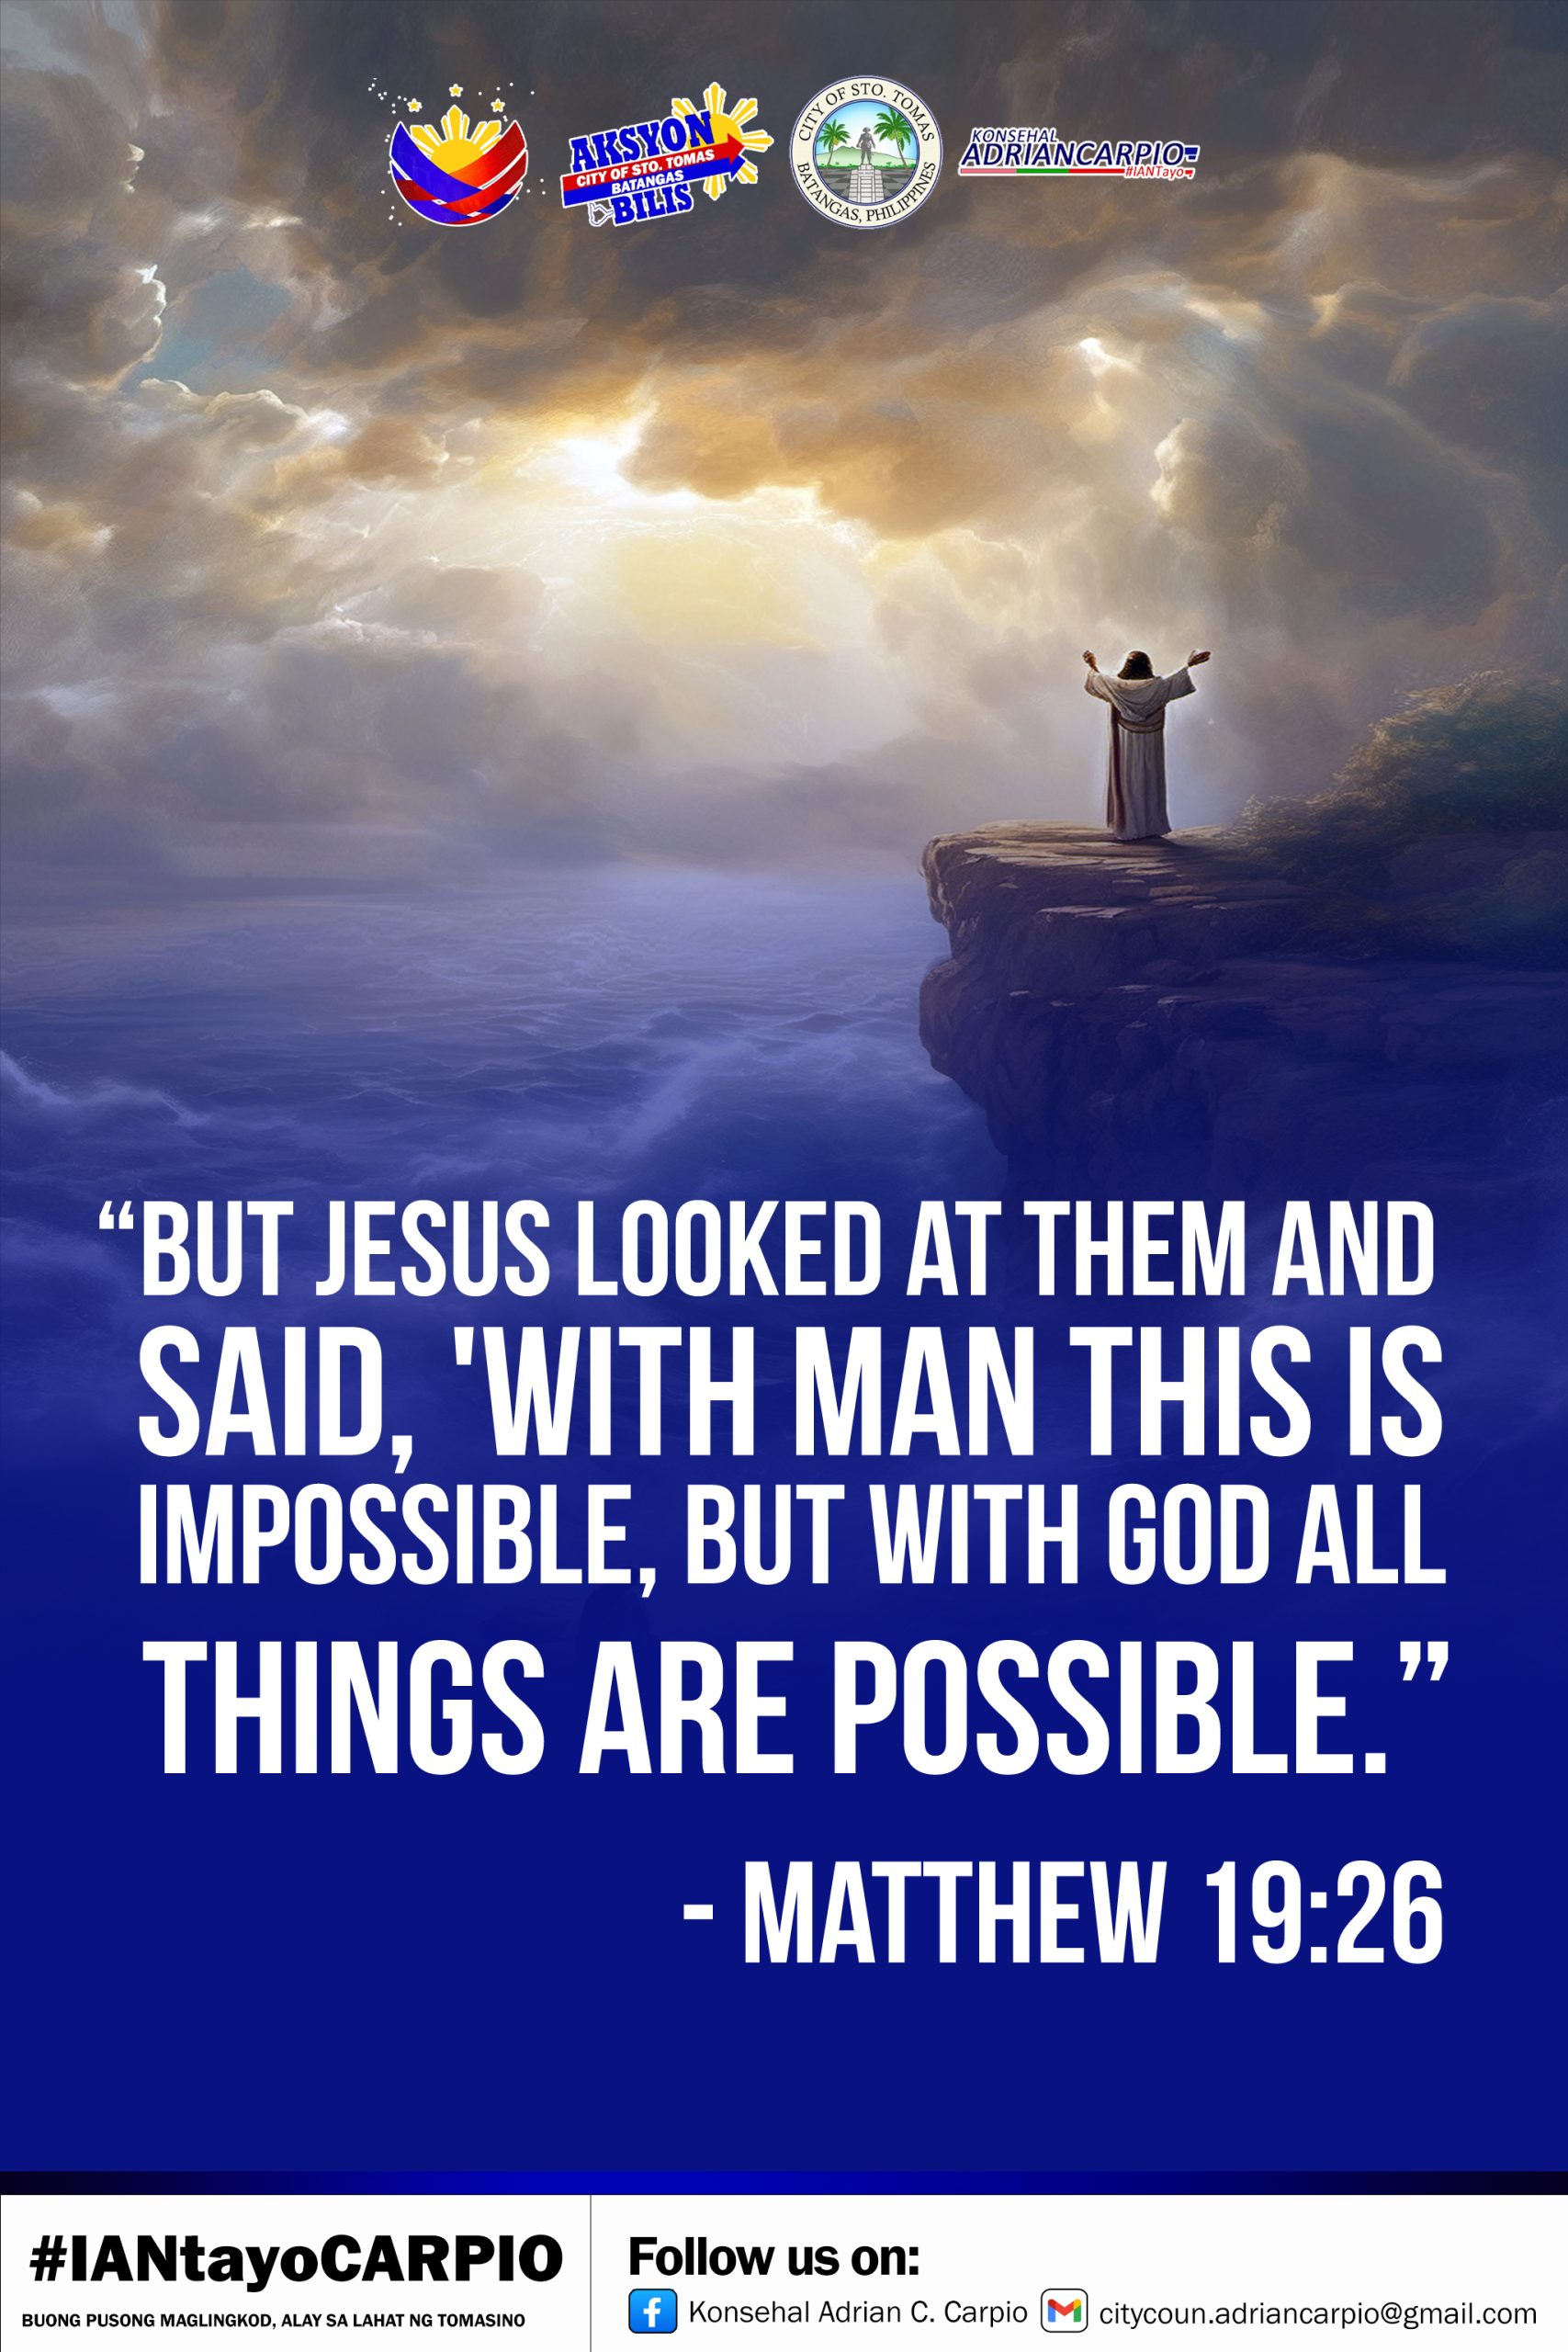 AKSYON
CITY OF STO. TOMAS
BATANGAS
BILIS
CITY OF STO. TOMAS
BATANGAS, PHILIPPINES
KONSEHAL
ADRIANCARPIO
#IANTayo
“BUT JESUS LOOKED AT THEM AND
SAID, 'WITH MAN THIS IS
IMPOSSIBLE, BUT WITH GOD ALL
THINGS ARE POSSIBLE.”
- MATTHEW 19:26
#IANtayoCARPIO
BUONG PUSONG MAGLINGKOD, ALAY SA LAHAT NG TOMASINO
Follow us on:
Konsehal Adrian C. Carpio citycoun.adriancarpio@gmail.com